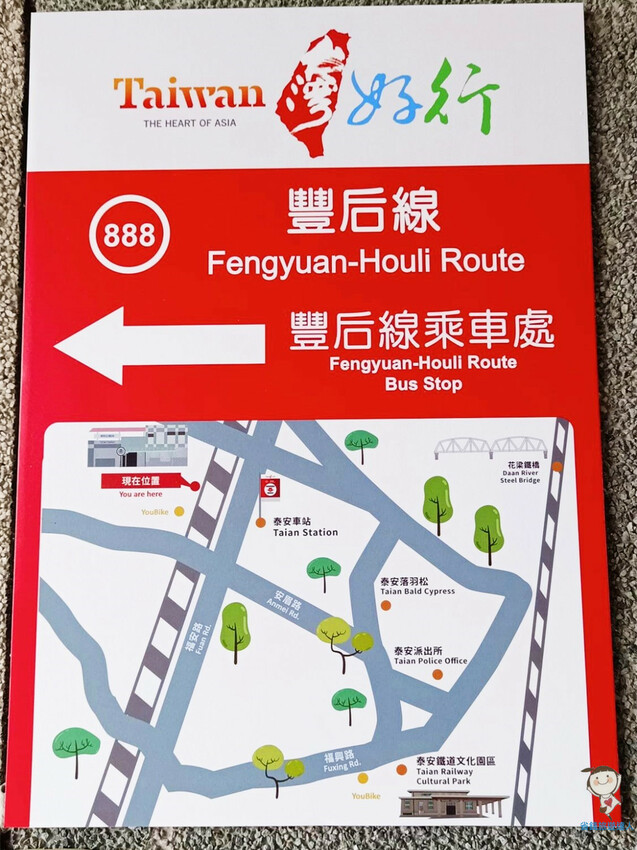 Taiwan
THE HEART OF ASIA
台灣好行
888
豐后線
Fengyuan-Houli Route
豐后線乘車處
Fengyuan-Houli Route
Bus Stop
現在位置
You are here
YouBike
泰安車站
Taian Station
花梁鐵橋
Daan River
Steel Bridge
泰安落羽松
Taian Bald Cypress
安眉路
Anmei Rd.
福安路
Fuan Rd.
泰安派出所
Taian Police Office
福興路
Fuxing Rd.
YouBike
泰安鐵道文化園區
Taian Railway
Cultural Park